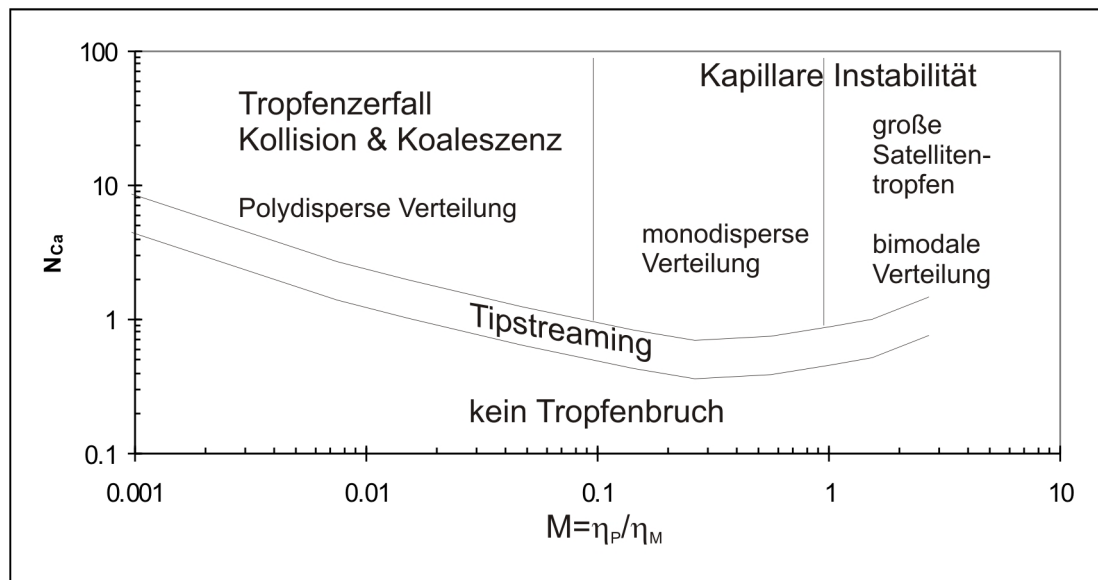 100
10
1
0.1
N_Ca
Tropfenzerfall
Kollision & Koaleszenz
Polydisperse Verteilung
Kapillare Instabilität
große
Satelliten-
tropfen
monodisperse
Verteilung
bimodale
Verteilung
Tipstreaming
kein Tropfenbruch
0.001 0.01 0.1 1 10
M=η_P/η_M